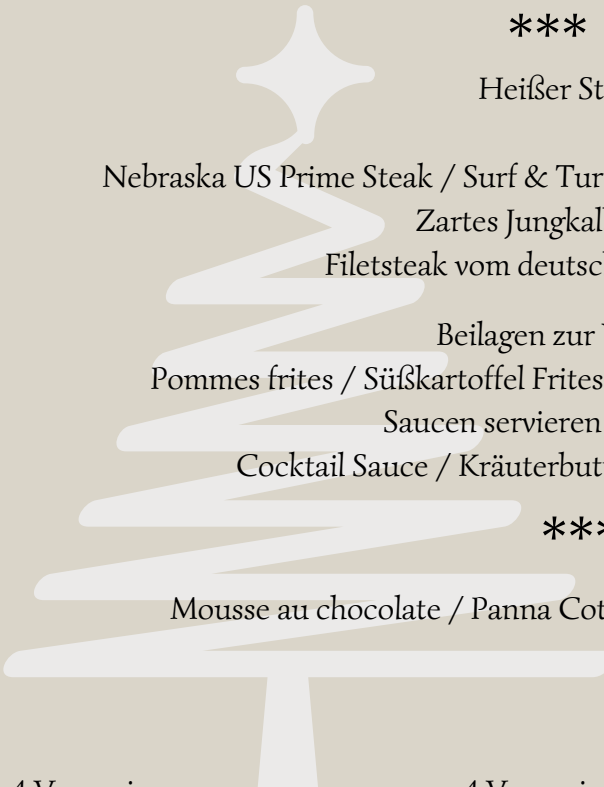 ***
Heißer St
Nebraska US Prime Steak / Surf & Tur
Zartes Jungkal
Filetsteak vom deutsc
Beilagen zur
Pommes frites / Süßkartoffel Frites
Saucen servieren
Cocktail Sauce / Kräuterbut
***
Mousse au chocolate / Panna Cot